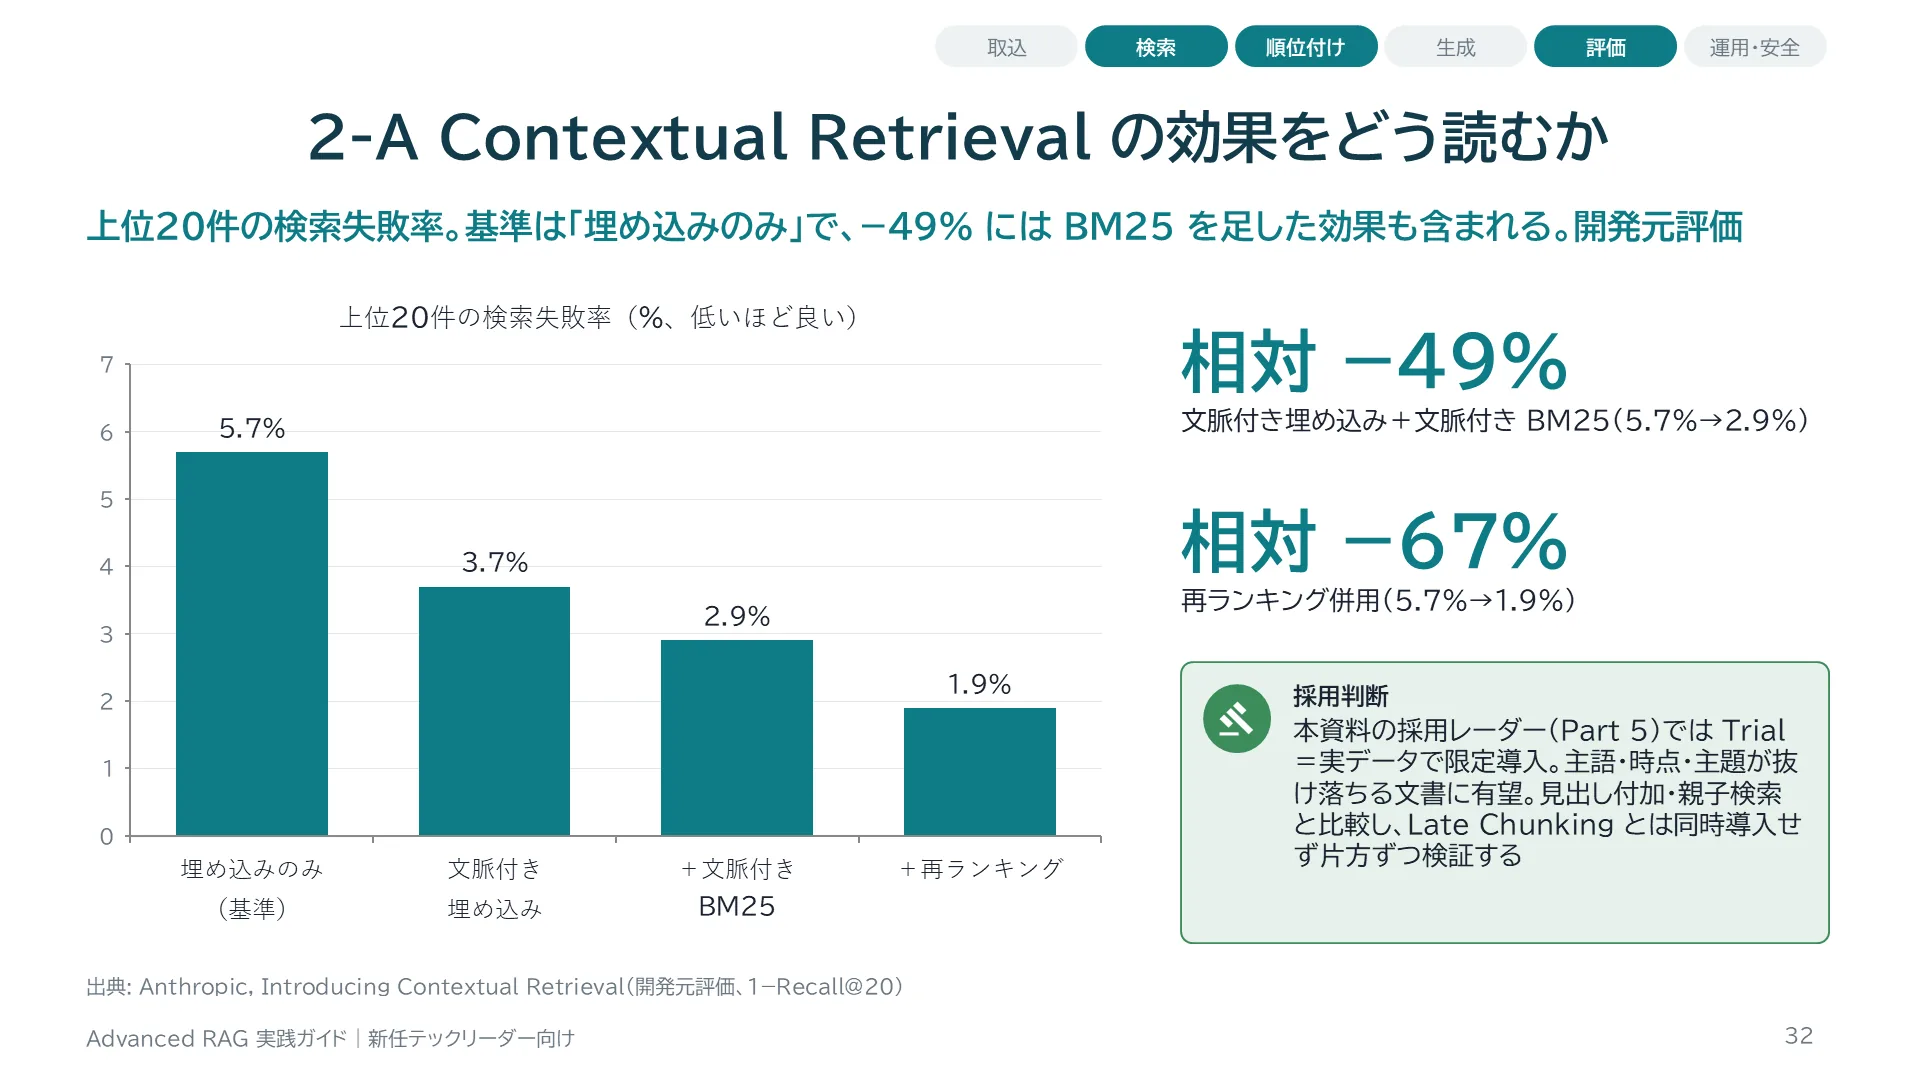 取込
検索
順位付け
生成
評価
運用・安全
2-A Contextual Retrieval の効果をどう読むか
上位20件の検索失敗率。基準は「埋め込みのみ」で、−49% には BM25 を足した効果も含まれる。開発元評価
上位20件の検索失敗率（%、低いほど良い）
7
6
5
4
3
2
1
0
5.7%
3.7%
2.9%
1.9%
埋め込みのみ
（基準）
文脈付き
埋め込み
＋文脈付き
BM25
＋再ランキング
相対 −49%
文脈付き埋め込み＋文脈付き BM25（5.7%→2.9%）
相対 −67%
再ランキング併用（5.7%→1.9%）
採用判断
本資料の採用レーダー（Part 5）では Trial
＝実データで限定導入。主語・時点・主題が抜
け落ちる文書に有望。見出し付加・親子検索
と比較し、Late Chunking とは同時導入せ
ず片方ずつ検証する
出典: Anthropic, Introducing Contextual Retrieval（開発元評価、1−Recall@20）
Advanced RAG 実践ガイド｜新任テックリーダー向け
32